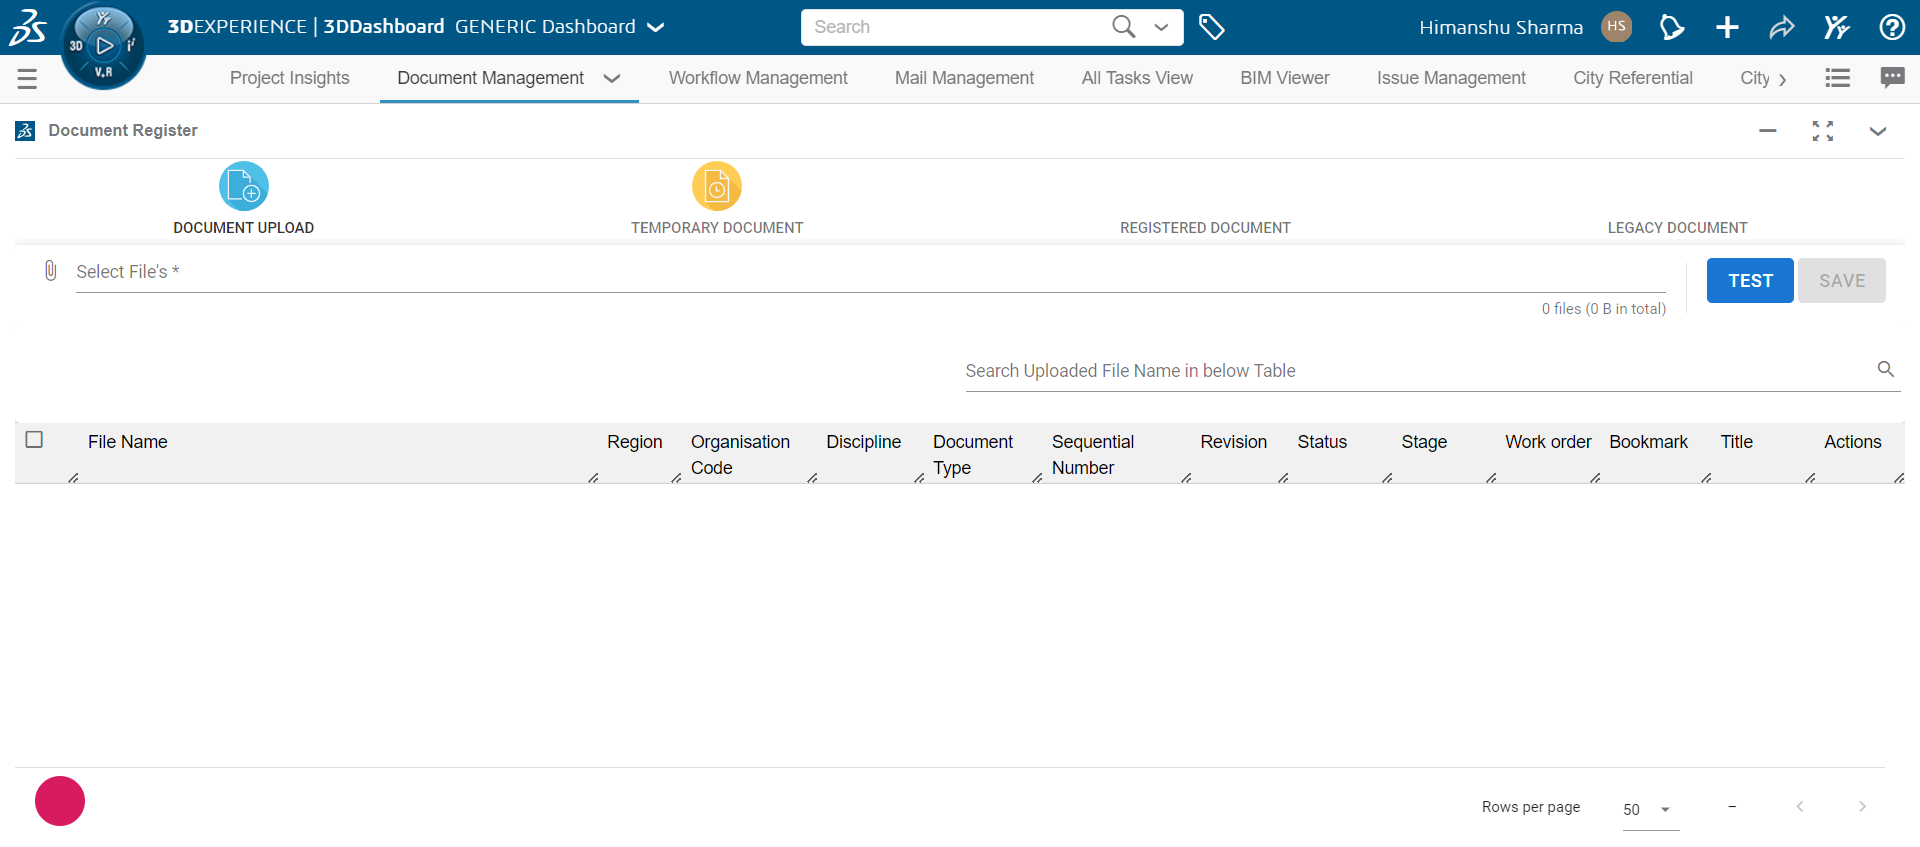 3DEXPERIENCE | 3DDashboard GENERIC Dashboard
Search
Himanshu Sharma HS
3D V.R
Project Insights Document Management Workflow Management Mail Management All Tasks View BIM Viewer Issue Management City Referential City
Document Register
DOCUMENT UPLOAD TEMPORARY DOCUMENT REGISTERED DOCUMENT LEGACY DOCUMENT
Select File's *
TEST SAVE
0 files (0 B in total)
Search Uploaded File Name in below Table
File Name Region Organisation Code Discipline Document Type Sequential Number Revision Status Stage Work order Bookmark Title Actions
Rows per page 50 –